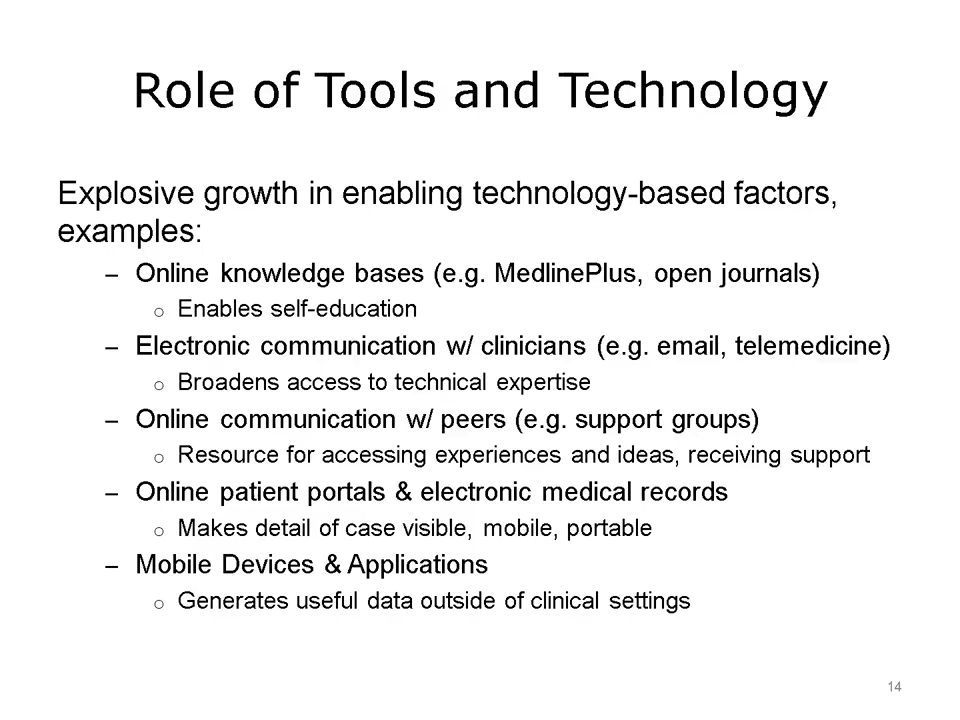 Role of Tools and Technology
Explosive growth in enabling technology-based factors,
examples:
– Online knowledge bases (e.g. MedlinePlus, open journals)
o Enables self-education
– Electronic communication w/ clinicians (e.g. email, telemedicine)
o Broadens access to technical expertise
– Online communication w/ peers (e.g. support groups)
o Resource for accessing experiences and ideas, receiving support
– Online patient portals & electronic medical records
o Makes detail of case visible, mobile, portable
– Mobile Devices & Applications
o Generates useful data outside of clinical settings
14